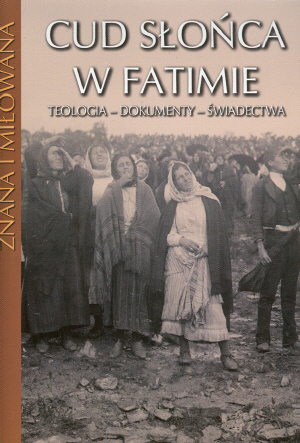 CUD SŁOŃCA
W FATIMIE
TEOLOGIA – DOKUMENTY – ŚWIADECTWA
ZNANA I MIŁOWANA